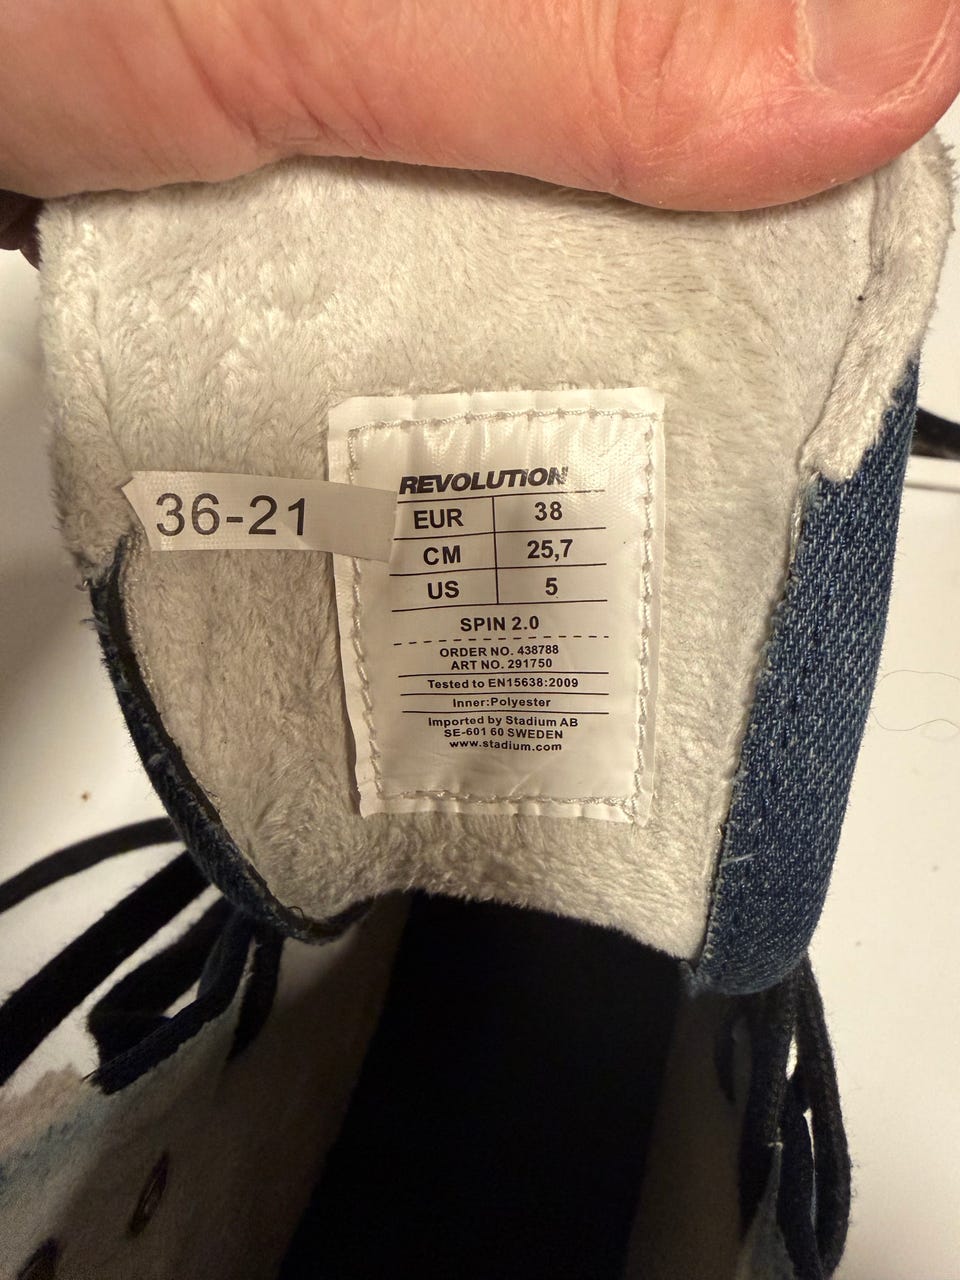 36-21
REVOLUTION
EUR 38
CM 25,7
US 5
SPIN 2.0
ORDER NO. 438788
ART NO. 291750
Tested to EN15638:2009
Inner:Polyester
Imported by Stadium AB
SE-601 60 SWEDEN
www.stadium.com